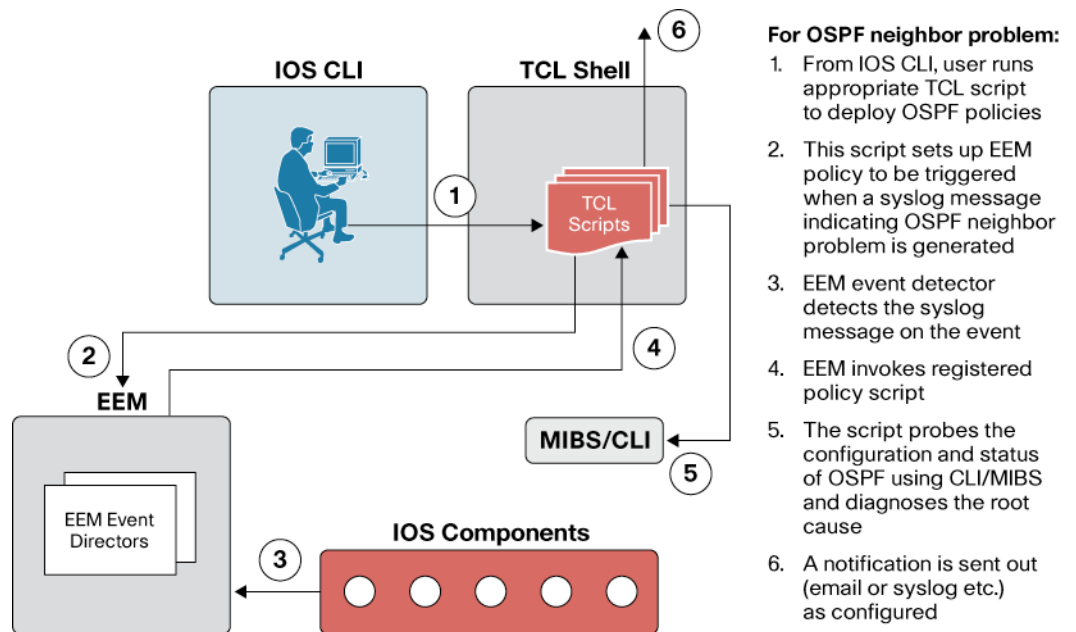 6
IOS CLI
TCL Shell
1
TCL
Scripts
2
4
EEM
MIBS/CLI
5
EEM Event
Directors
IOS Components
3
For OSPF neighbor problem:
1. From IOS CLI, user runs
appropriate TCL script
to deploy OSPF policies
2. This script sets up EEM
policy to be triggered
when a syslog message
indicating OSPF neighbor
problem is generated
3. EEM event detector
detects the syslog
message on the event
4. EEM invokes registered
policy script
5. The script probes the
configuration and status
of OSPF using CLI/MIBS
and diagnoses the root
cause
6. A notification is sent out
(email or syslog etc.)
as configured